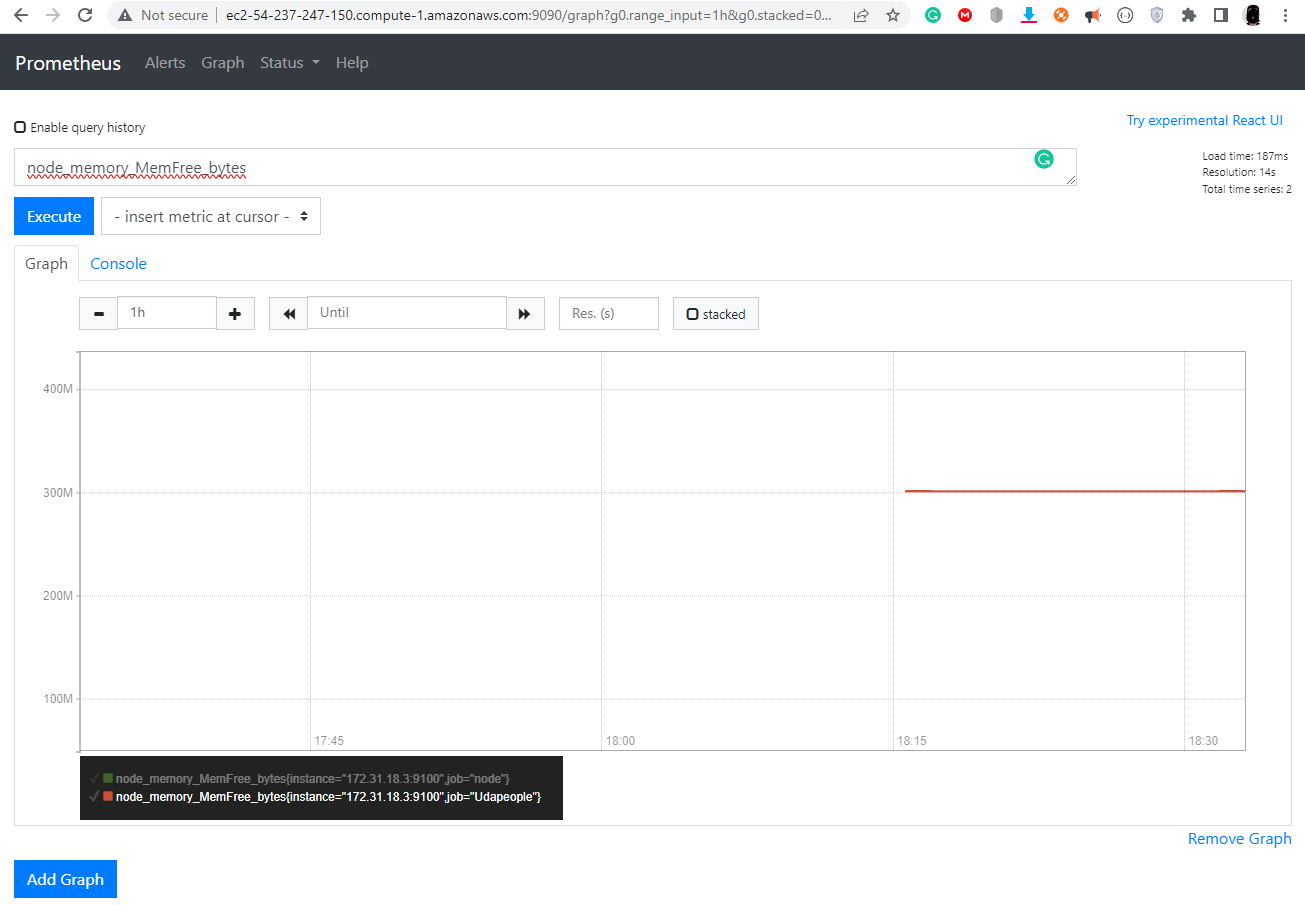 Not secure | ec2-54-237-247-150.compute-1.amazonaws.com:9090/graph?g0.range_input=1h&g0.stacked=0...
Prometheus Alerts Graph Status Help
Enable query history
Try experimental React UI
node_memory_MemFree_bytes
Load time: 187ms
Resolution: 14s
Total time series: 2
Execute - insert metric at cursor -
Graph Console
1h Until Res. (s) stacked
400M
300M
200M
100M
17:45 18:00 18:15 18:30
node_memory_MemFree_bytes{instance="172.31.18.3:9100",job="node"}
node_memory_MemFree_bytes{instance="172.31.18.3:9100",job="Udapeople"}
Remove Graph
Add Graph